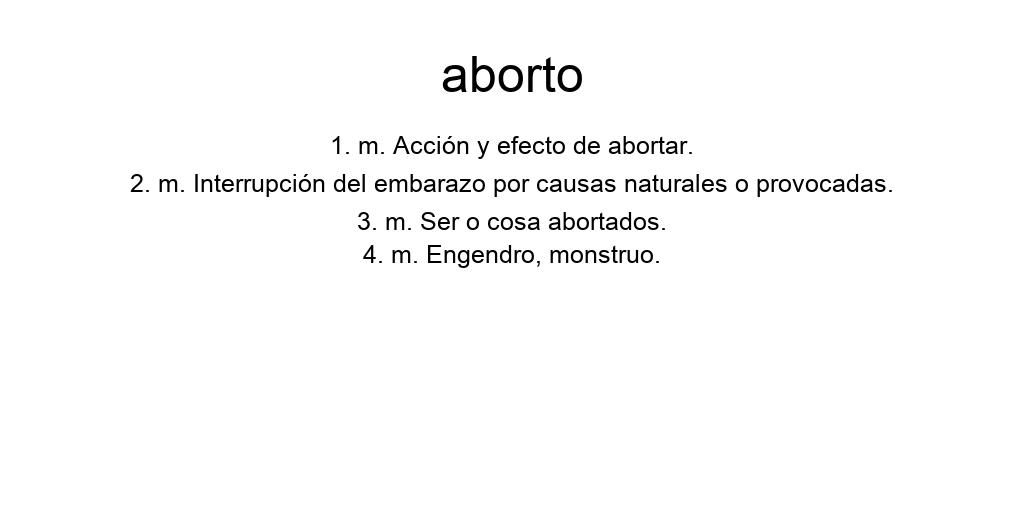 aborto
1. m. Acción y efecto de abortar.
2. m. Interrupción del embarazo por causas naturales o provocadas.
3. m. Ser o cosa abortados.
4. m. Engendro, monstruo.